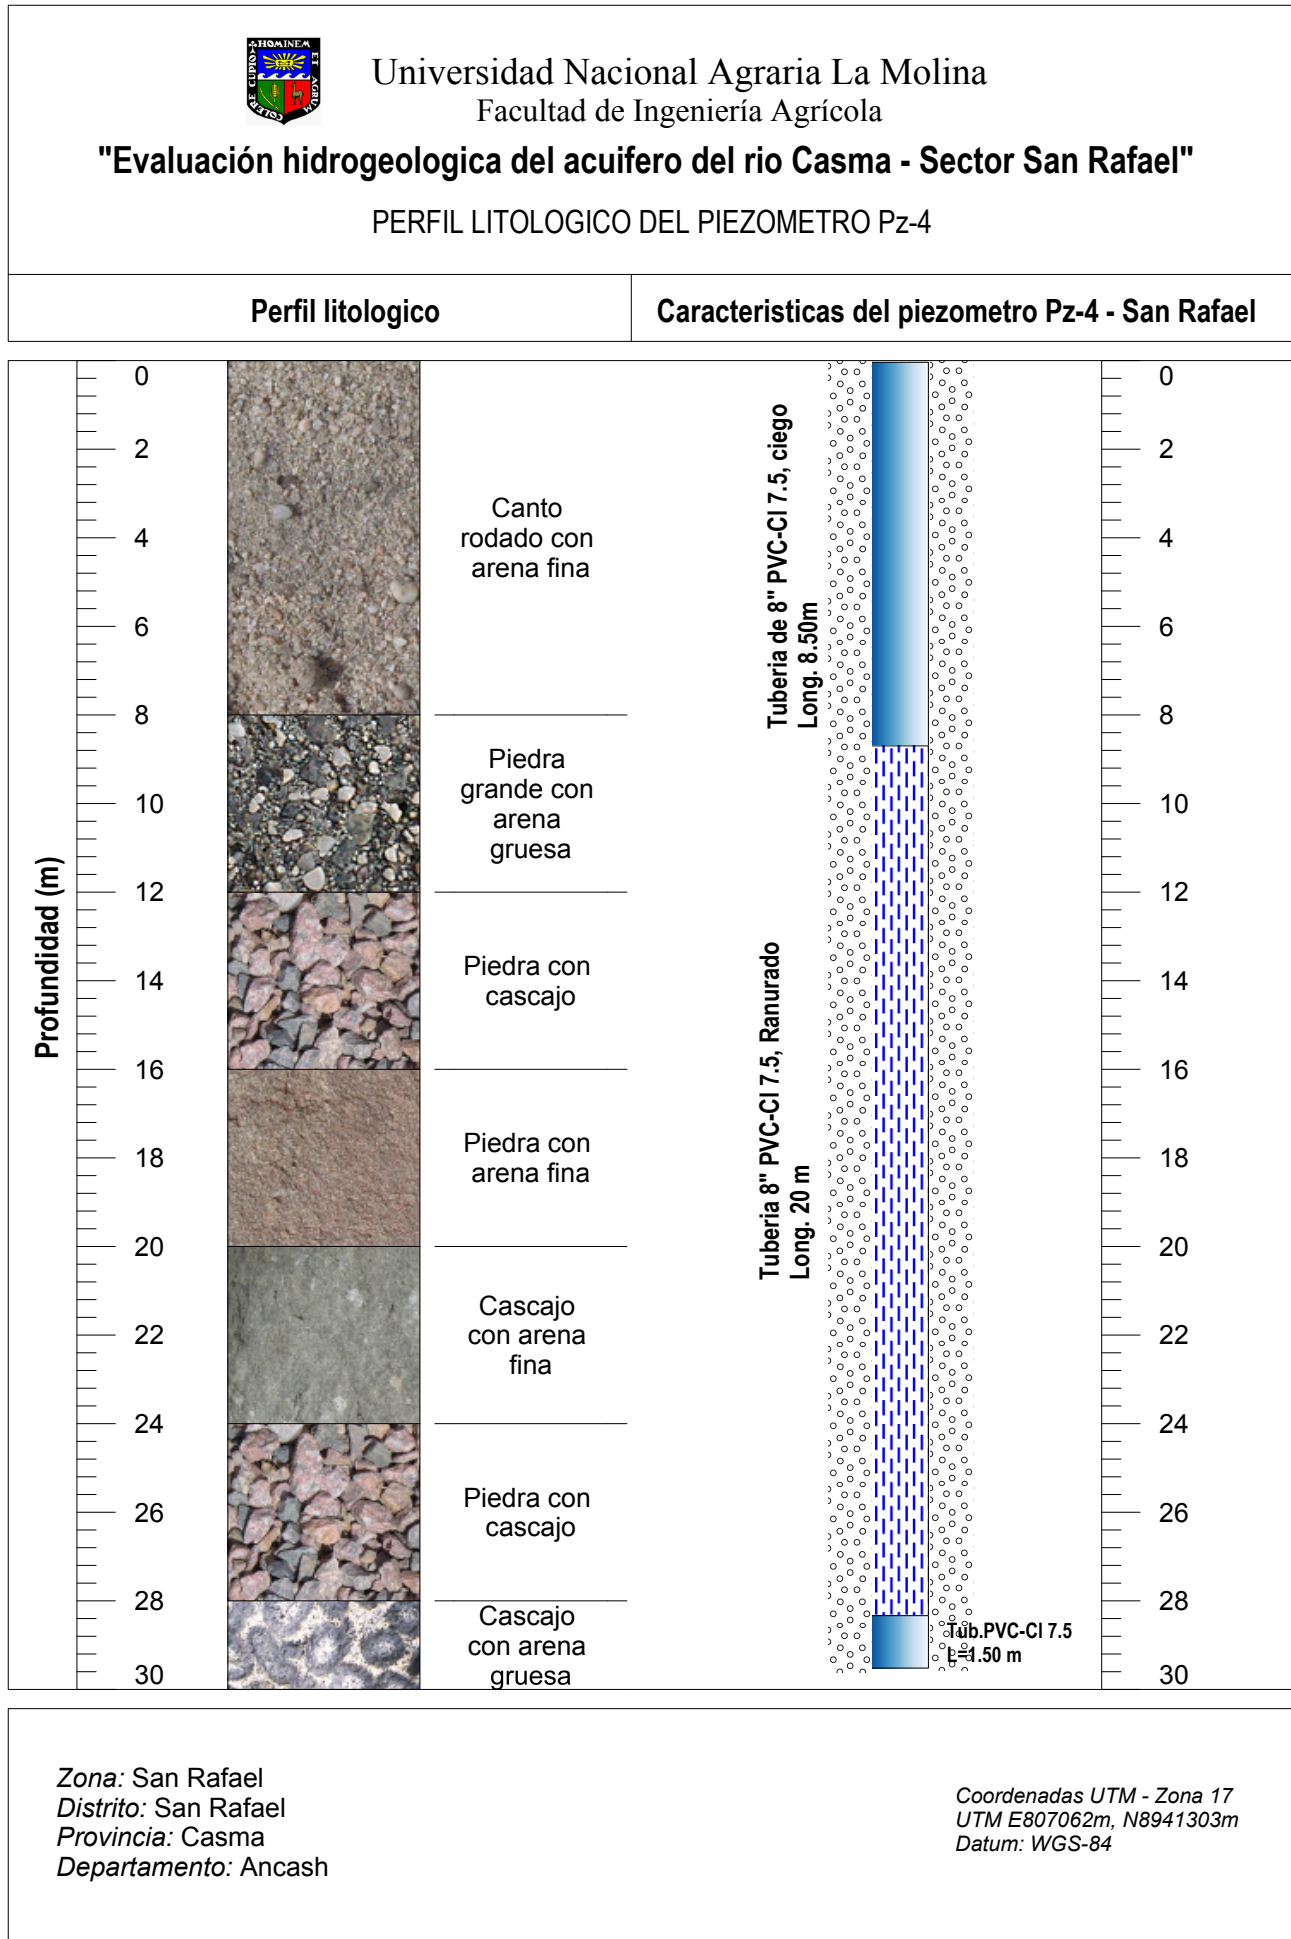 COLERE CUPIO HOMINEM ET AGRUM
Universidad Nacional Agraria La Molina
Facultad de Ingeniería Agrícola
"Evaluación hidrogeologica del acuifero del rio Casma - Sector San Rafael"
PERFIL LITOLOGICO DEL PIEZOMETRO Pz-4
Perfil litologico
Caracteristicas del piezometro Pz-4 - San Rafael
Profundidad (m)
0
2
4
6
8
10
12
14
16
18
20
22
24
26
28
30
Canto
rodado con
arena fina
Piedra
grande con
arena
gruesa
Piedra con
cascajo
Piedra con
arena fina
Cascajo
con arena
fina
Piedra con
cascajo
Cascajo
con arena
gruesa
Tuberia de 8" PVC-Cl 7.5, ciego
Long. 8.50m
Tuberia 8" PVC-Cl 7.5, Ranurado
Long. 20 m
Tub.PVC-Cl 7.5
L=1.50 m
0
2
4
6
8
10
12
14
16
18
20
22
24
26
28
30
Zona: San Rafael
Distrito: San Rafael
Provincia: Casma
Departamento: Ancash
Coordenadas UTM - Zona 17
UTM E807062m, N8941303m
Datum: WGS-84